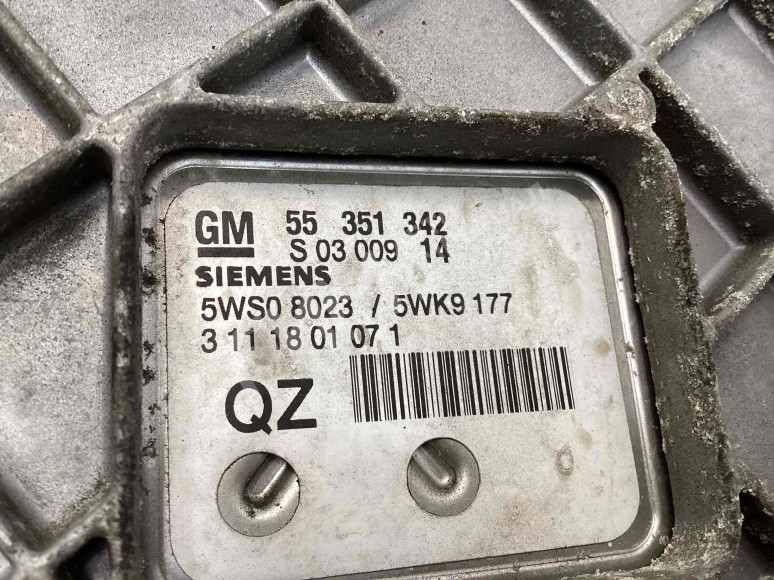 GM 55 351 342
S 03 009 14
SIEMENS
5WS0 8023 / 5WK9 177
3 11 18 01 07 1
QZ